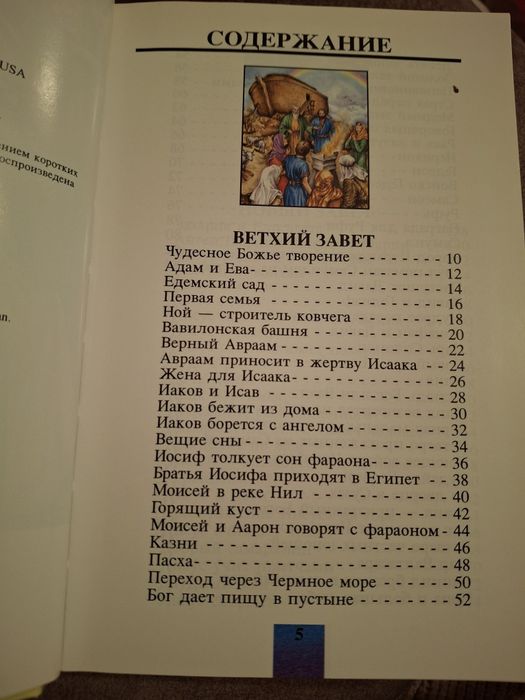 USA
нием коротких
оспроизведена
an.
СОДЕРЖАНИЕ
ВЕТХИЙ ЗАВЕТ
Чудесное Божье творение - - - - - - - - 10
Адам и Ева- - - - - - - - - - - - - - - - - 12
Едемский сад - - - - - - - - - - - - - - - 14
Первая семья - - - - - - - - - - - - - - - 16
Ной — строитель ковчега - - - - - - - - 18
Вавилонская башня - - - - - - - - - - - - 20
Верный Авраам - - - - - - - - - - - - - - 22
Авраам приносит в жертву Исаака - - 24
Жена для Исаака- - - - - - - - - - - - - 26
Иаков и Исав - - - - - - - - - - - - - - - 28
Иаков бежит из дома - - - - - - - - - - - 30
Иаков борется с ангелом - - - - - - - - - 32
Вещие сны - - - - - - - - - - - - - - - - - 34
Иосиф толкует сон фараона- - - - - - - 36
Братья Иосифа приходят в Египет - - 38
Моисей в реке Нил - - - - - - - - - - - - 40
Горящий куст - - - - - - - - - - - - - - - 42
Моисей и Аарон говорят с фараоном - 44
Казни - - - - - - - - - - - - - - - - - - - - 46
Пасха- - - - - - - - - - - - - - - - - - - - 48
Переход через Чермное море - - - - - - 50
Бог дает пищу в пустыне - - - - - - - - 52
5